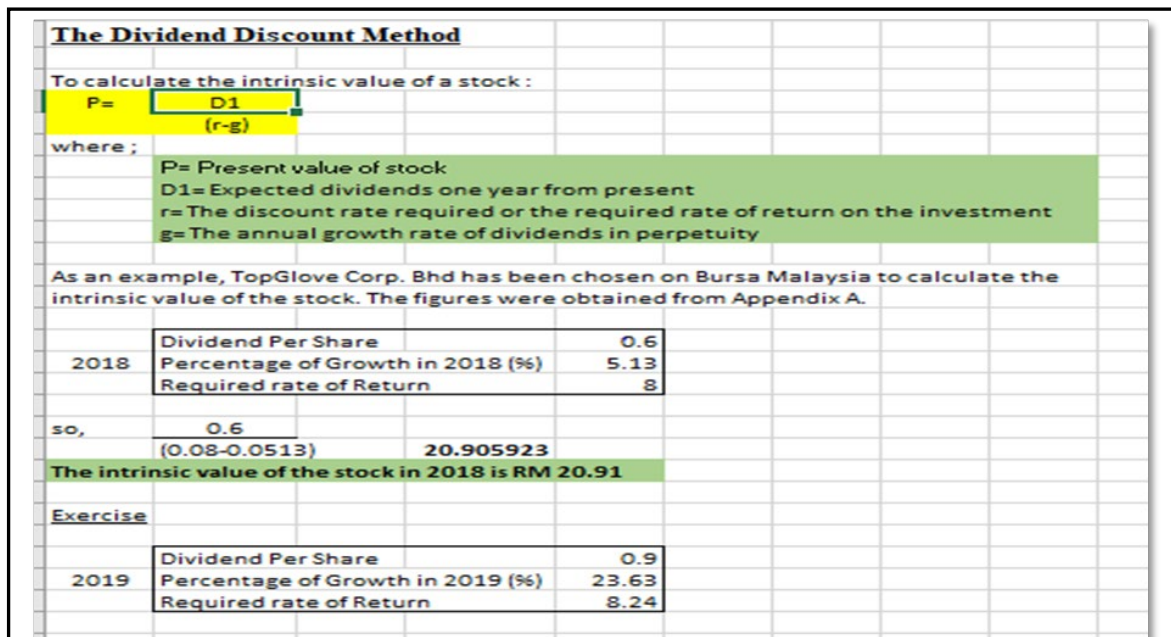 The Dividend Discount Method
To calculate the intrinsic value of a stock :
P= D1
(r-g)
where ;
P= Present value of stock
D1= Expected dividends one year from present
r= The discount rate required or the required rate of return on the investment
g= The annual growth rate of dividends in perpetuity
As an example, TopGlove Corp. Bhd has been chosen on Bursa Malaysia to calculate the
intrinsic value of the stock. The figures were obtained from Appendix A.
Dividend Per Share 0.6
2018 Percentage of Growth in 2018 (%) 5.13
Required rate of Return 8
so, 0.6
(0.08-0.0513) 20.905923
The intrinsic value of the stock in 2018 is RM 20.91
Exercise
Dividend Per Share 0.9
2019 Percentage of Growth in 2019 (%) 23.63
Required rate of Return 8.24